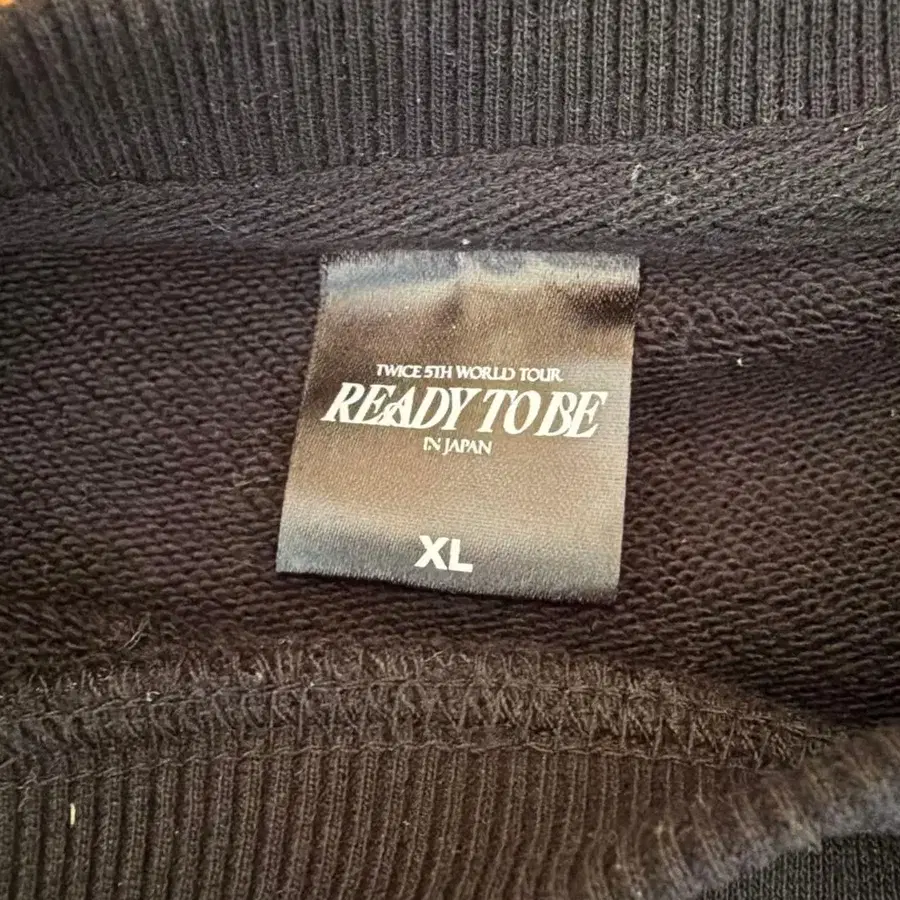 TWICE 5TH WORLD TOUR
READY TO BE
IN JAPAN
XL